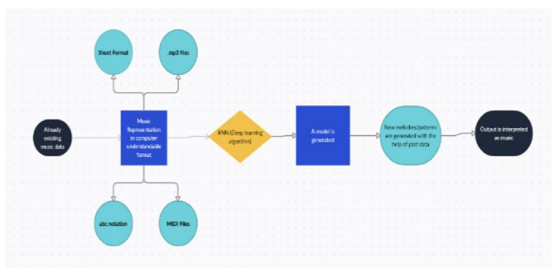 Sheet Format
.mp3 files
Already
existing
music data
Music
Representation
in computer
understandable
format
RNN (Deep learning
algorithm)
A model is
generated
New melodies/patterns
are generated with the
help of past data
Output is interpreted
as music
abc notation
MIDI Files